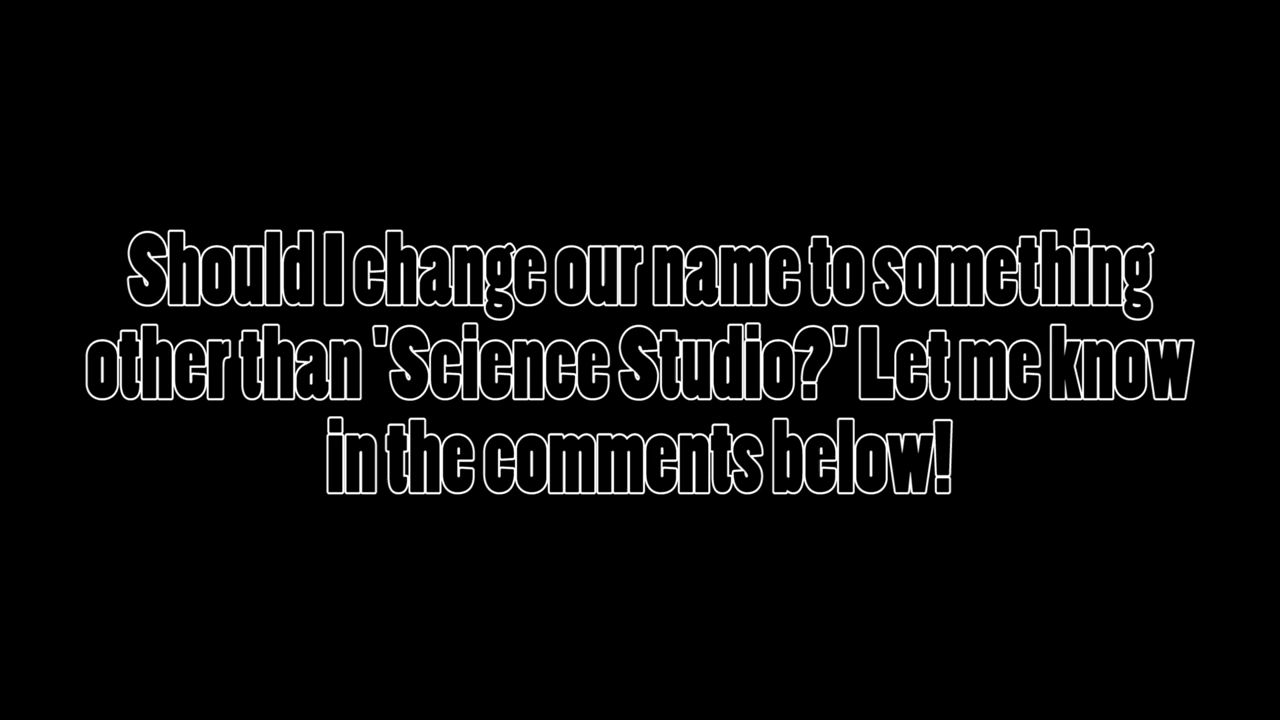 Should I change our name to something
other than 'Science Studio?' Let me know
in the comments below!